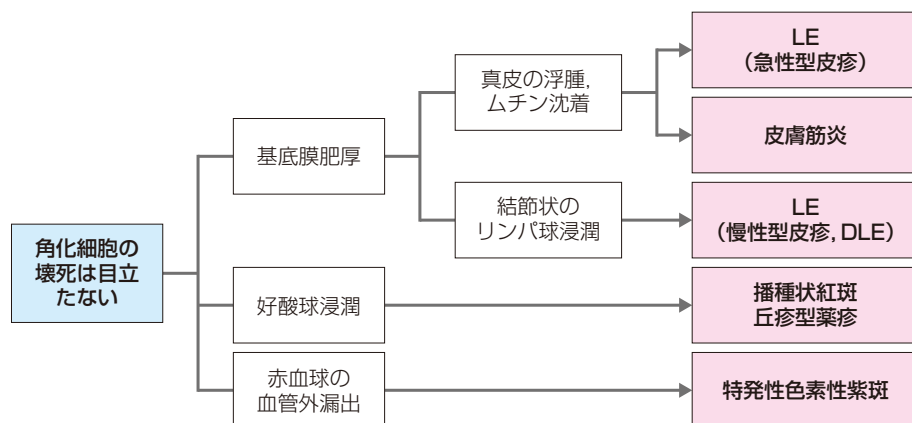 角化細胞の
壊死は目立
たない
基底膜肥厚
真皮の浮腫,
ムチン沈着
LE
（急性型皮疹）
皮膚筋炎
結節状の
リンパ球浸潤
LE
（慢性型皮疹, DLE）
好酸球浸潤
播種状紅斑
丘疹型薬疹
赤血球の
血管外漏出
特発性色素性紫斑